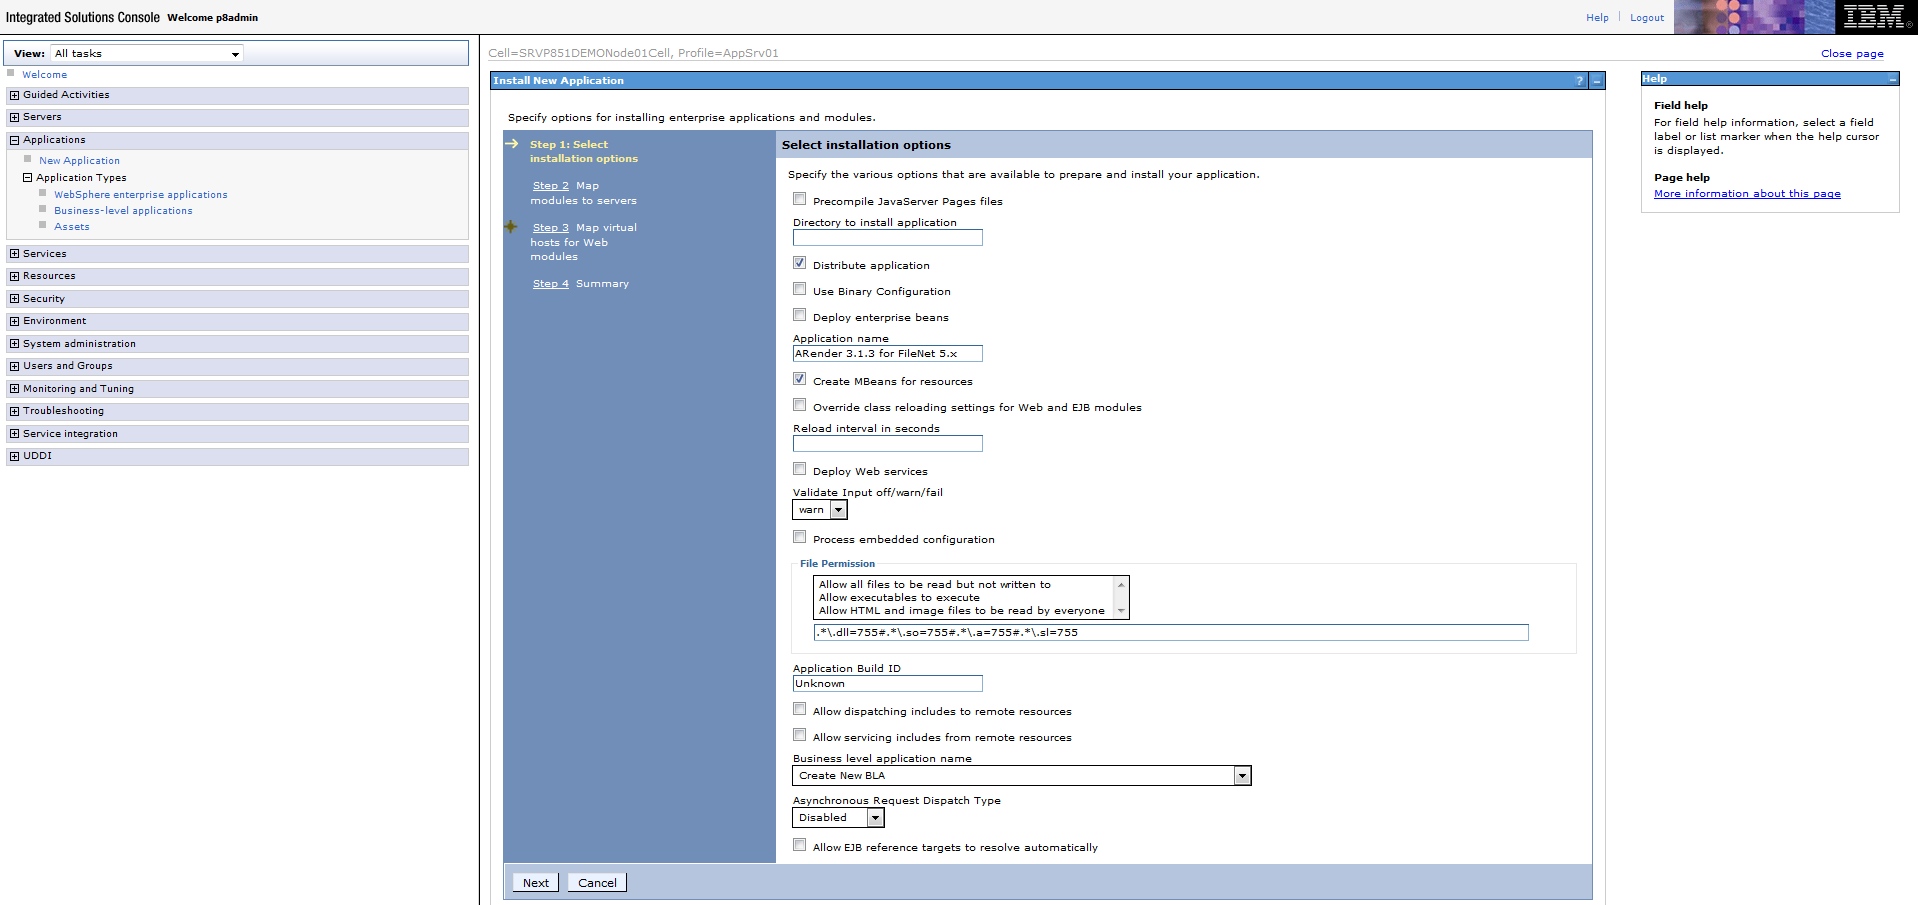 Integrated Solutions Console Welcome p8admin
Help Logout
IBM®
View: All tasks
Welcome
Guided Activities
Servers
Applications
New Application
Application Types
WebSphere enterprise applications
Business-level applications
Assets
Services
Resources
Security
Environment
System administration
Users and Groups
Monitoring and Tuning
Troubleshooting
Service integration
UDDI
Cell=SRVP851DEMONode01Cell, Profile=AppSrv01
Close page
Install New Application
?
Specify options for installing enterprise applications and modules.
Step 1: Select
installation options
Step 2 Map
modules to servers
Step 3 Map virtual
hosts for Web
modules
Step 4 Summary
Select installation options
Specify the various options that are available to prepare and install your application.
Precompile JavaServer Pages files
Directory to install application
Distribute application
Use Binary Configuration
Deploy enterprise beans
Application name
ARender 3.1.3 for FileNet 5.x
Create MBeans for resources
Override class reloading settings for Web and EJB modules
Reload interval in seconds
Deploy Web services
Validate Input off/warn/fail
warn
Process embedded configuration
File Permission
Allow all files to be read but not written to
Allow executables to execute
Allow HTML and image files to be read by everyone
.*\.dll=755#.*\.so=755#.*\.a=755#.*\.sl=755
Application Build ID
Unknown
Allow dispatching includes to remote resources
Allow servicing includes from remote resources
Business level application name
Create New BLA
Asynchronous Request Dispatch Type
Disabled
Allow EJB reference targets to resolve automatically
Next Cancel
Help
Field help
For field help information, select a field
label or list marker when the help cursor
is displayed.
Page help
More information about this page